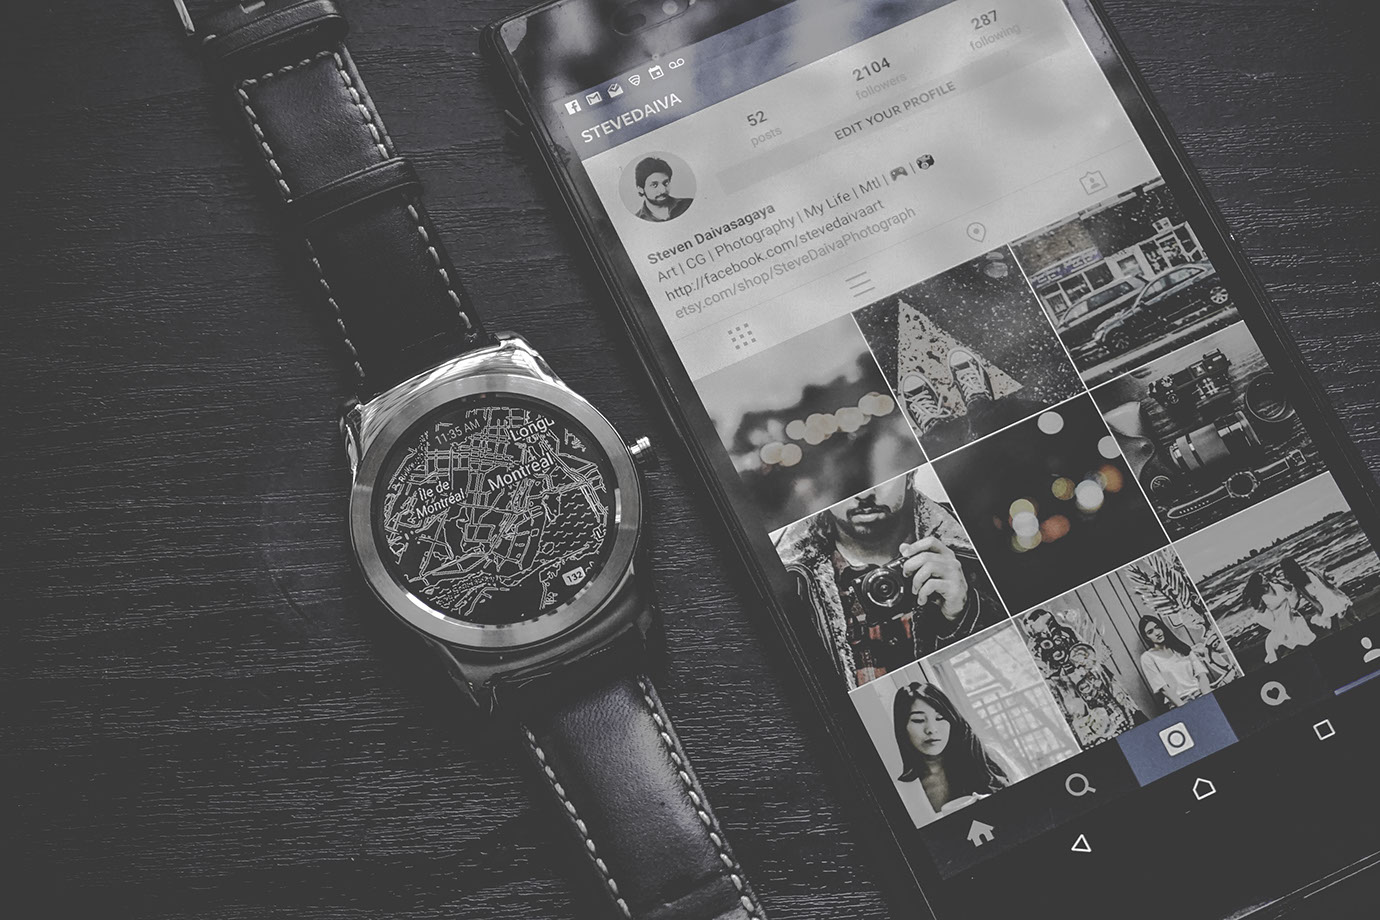 STEVEDAIVA
52
posts
2104
followers
287
following
EDIT YOUR PROFILE
Steven Daivasagaya
Art | CG | Photography | My Life | Mtl | 🎮 | 📷
http://facebook.com/stevedaivaart
etsy.com/shop/SteveDaivaPhotograph
11:35 AM
Longu
Montréal
Île de
Montréal
132